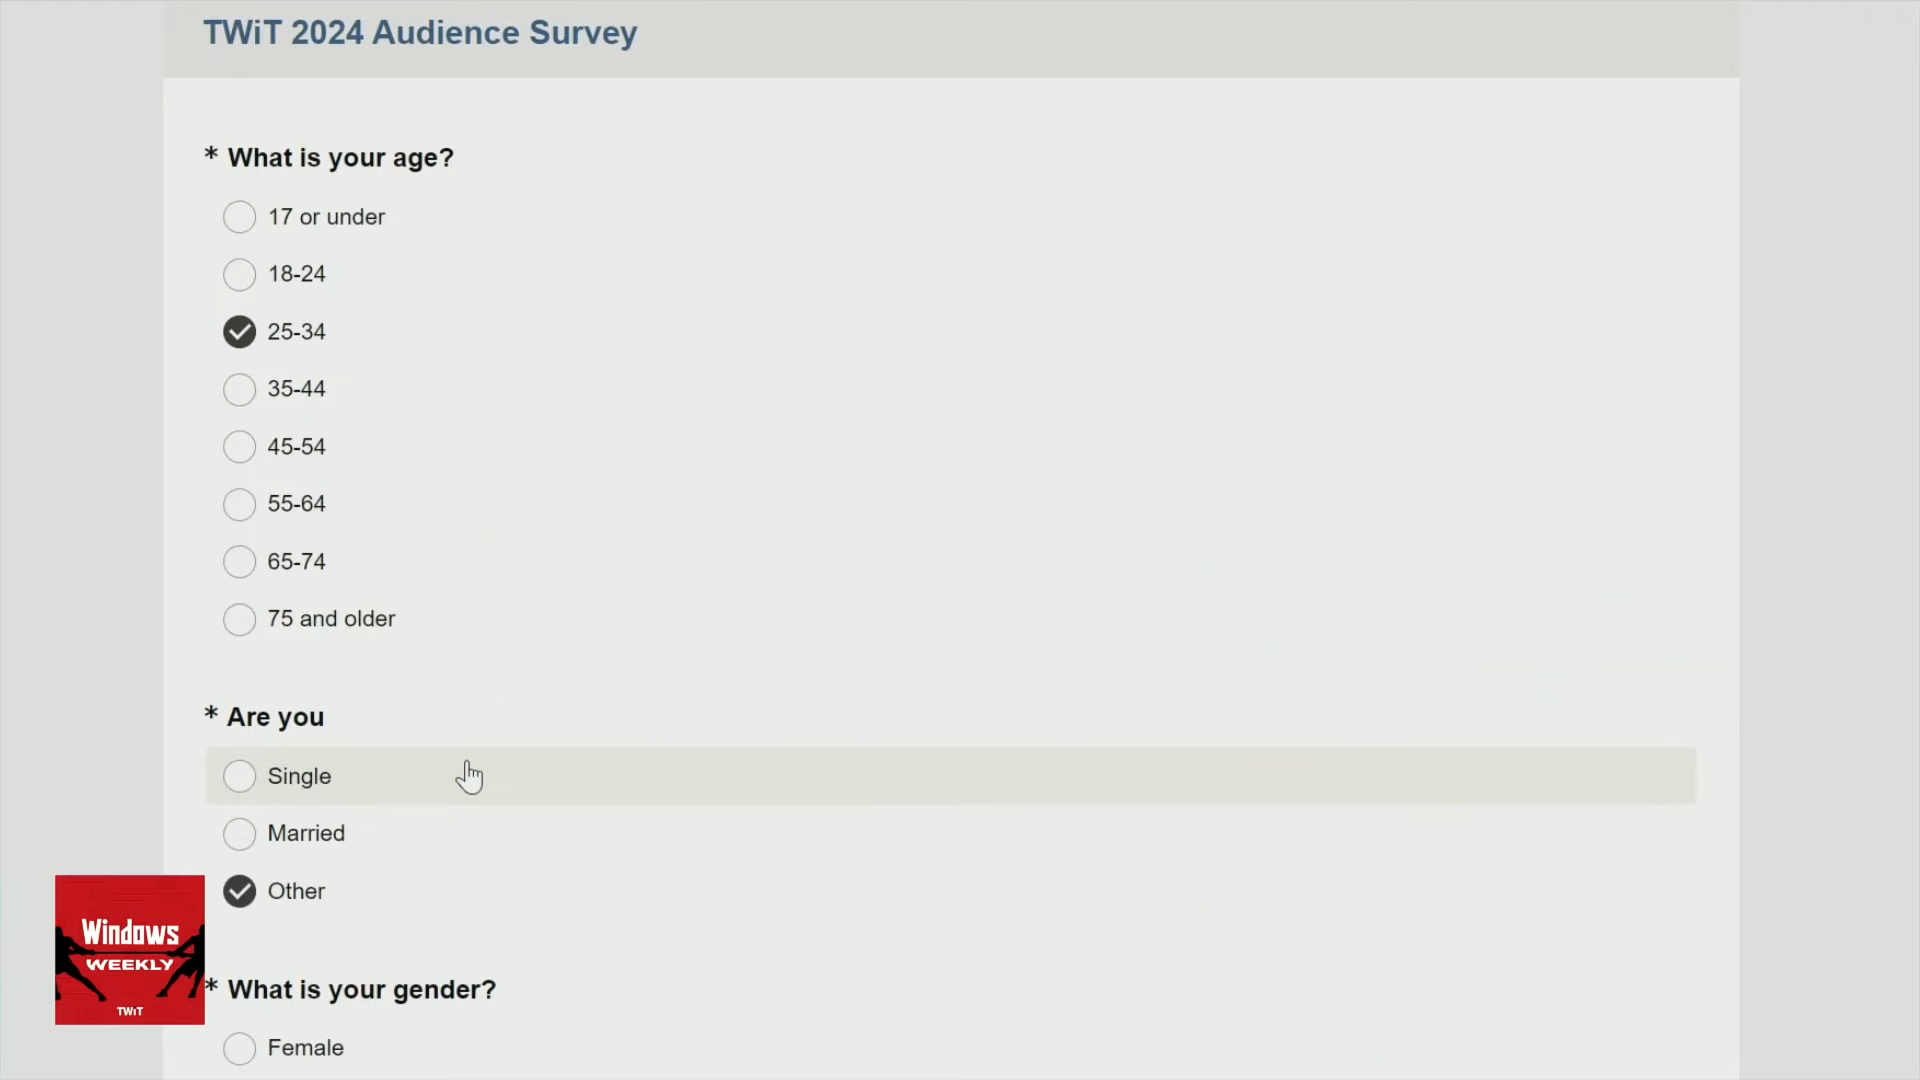 TWiT 2024 Audience Survey
* What is your age?
17 or under
18-24
25-34
35-44
45-54
55-64
65-74
75 and older
* Are you
Single
Married
Other
* What is your gender?
Female
Windows
WEEKLY
TWiT